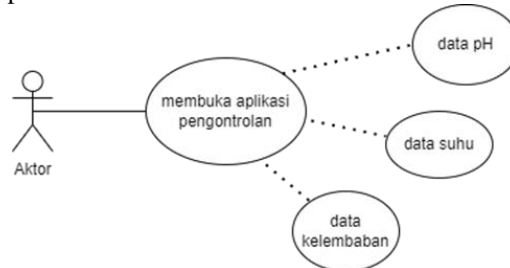 data pH
membuka aplikasi
pengontrolan
data suhu
Aktor
data
kelembaban